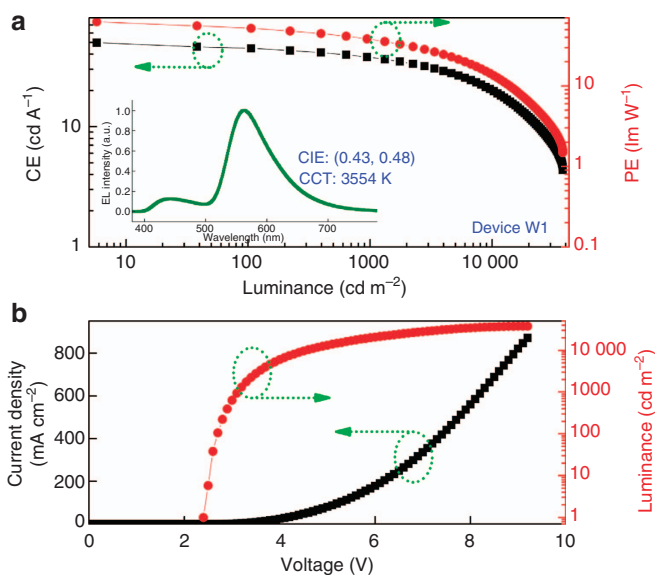 a
CE (cd A⁻¹)
10
1
PE (lm W⁻¹)
10
1
0.1
EL intensity (a.u.)
1.0
0.8
0.6
0.4
0.2
0.0
400 500 600 700
Wavelength (nm)
CIE: (0.43, 0.48)
CCT: 3554 K
Device W1
10 100 1000 10 000
Luminance (cd m⁻²)
b
Current density
(mA cm⁻²)
800
600
400
200
0
Luminance (cd m⁻²)
10 000
1000
100
10
1
0 2 4 6 8 10
Voltage (V)